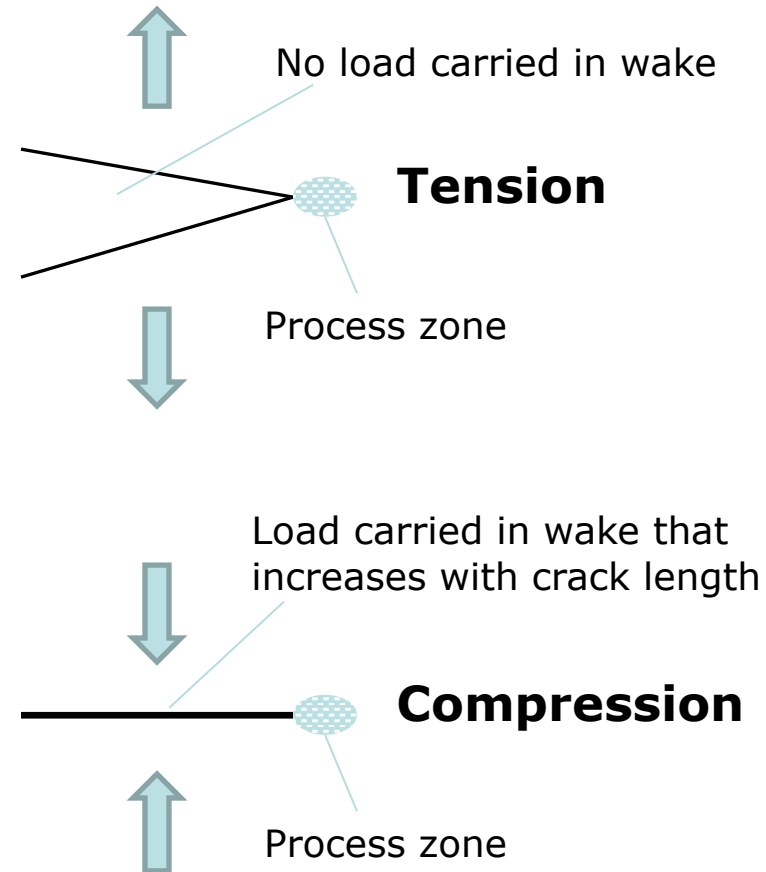 No load carried in wake
Tension
Process zone
Load carried in wake that
increases with crack length
Compression
Process zone